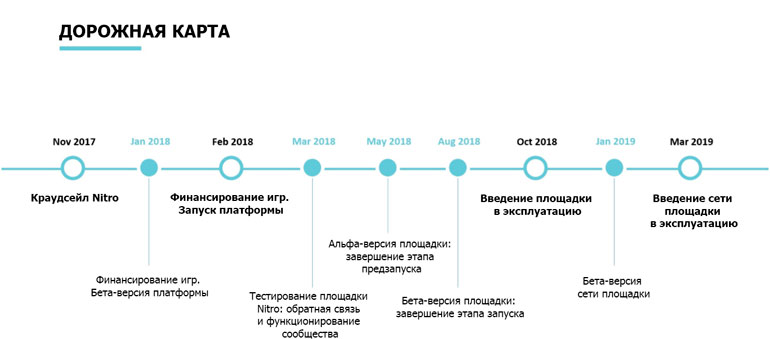 ДОРОЖНАЯ КАРТА
Nov 2017
Jan 2018
Feb 2018
Mar 2018
May 2018
Aug 2018
Oct 2018
Jan 2019
Mar 2019
Краудсейл Nitro
Финансирование игр.
Запуск платформы
Введение площадки
в эксплуатацию
Введение сети
площадки
в эксплуатацию
Альфа-версия площадки:
завершение этапа
предзапуска
Финансирование игр.
Бета-версия платформы
Тестирование площадки
Nitro: обратная связь
и функционирование
сообщества
Бета-версия площадки:
завершение этапа запуска
Бета-версия
сети площадки